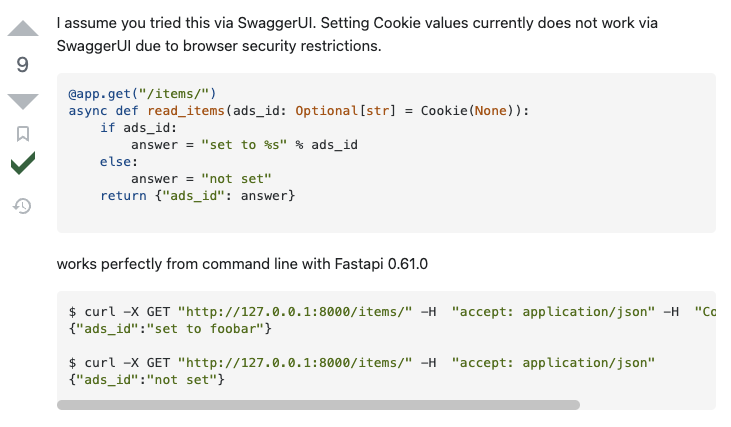 I assume you tried this via SwaggerUI. Setting Cookie values currently does not work via
SwaggerUI due to browser security restrictions.
9
@app.get("/items/")
async def read_items(ads_id: Optional[str] = Cookie(None)):
    if ads_id:
        answer = "set to %s" % ads_id
    else:
        answer = "not set"
    return {"ads_id": answer}
works perfectly from command line with Fastapi 0.61.0
$ curl -X GET "http://127.0.0.1:8000/items/" -H  "accept: application/json" -H  "Co
{"ads_id":"set to foobar"}
$ curl -X GET "http://127.0.0.1:8000/items/" -H  "accept: application/json"
{"ads_id":"not set"}